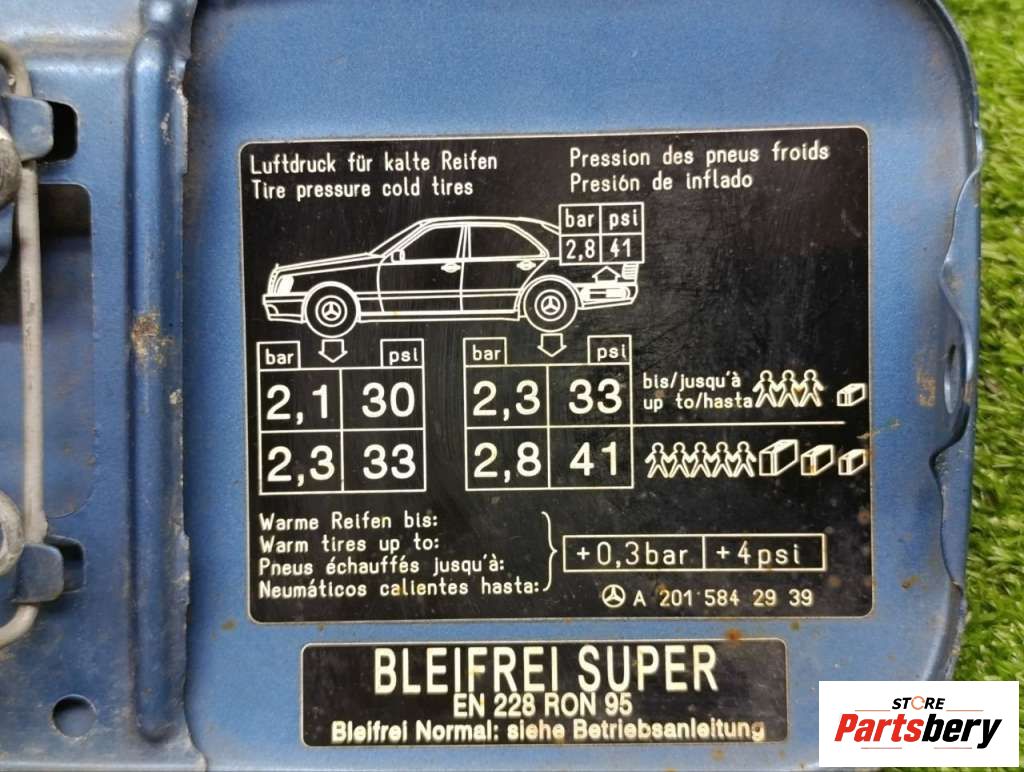 Luftdruck für kalte Reifen
Tire pressure cold tires
Pression des pneus froids
Presión de inflado
bar psi
2,8 41
bar psi
2,1 30
2,3 33
bar psi
2,3 33
2,8 41
bis/jusqu'à
up to/hasta
Warme Reifen bis:
Warm tires up to:
Pneus échauffés jusqu'à:
Neumáticos calientes hasta:
+0,3bar +4psi
A 201 584 29 39
BLEIFREI SUPER
EN 228 RON 95
Bleifrei Normal: siehe Betriebsanleitung
STORE
Partsbery